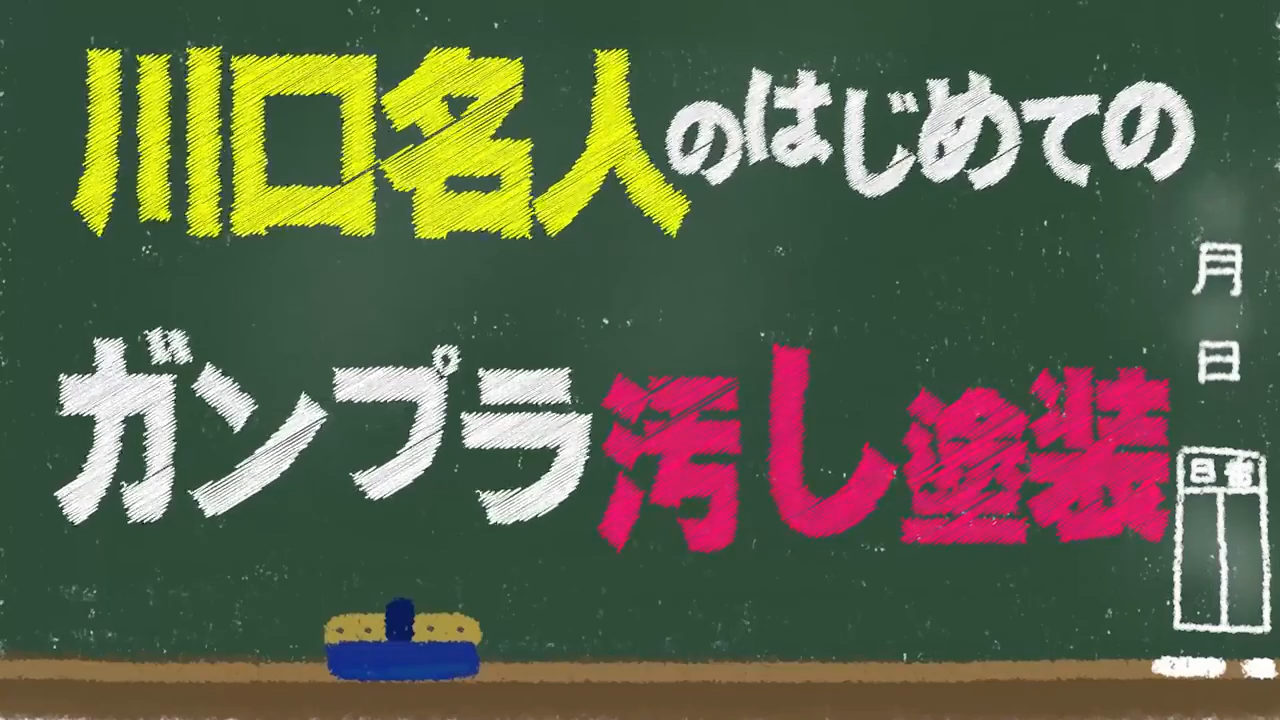 川口名人のはじめての
ガンプラ汚し塗装
月
日
日直